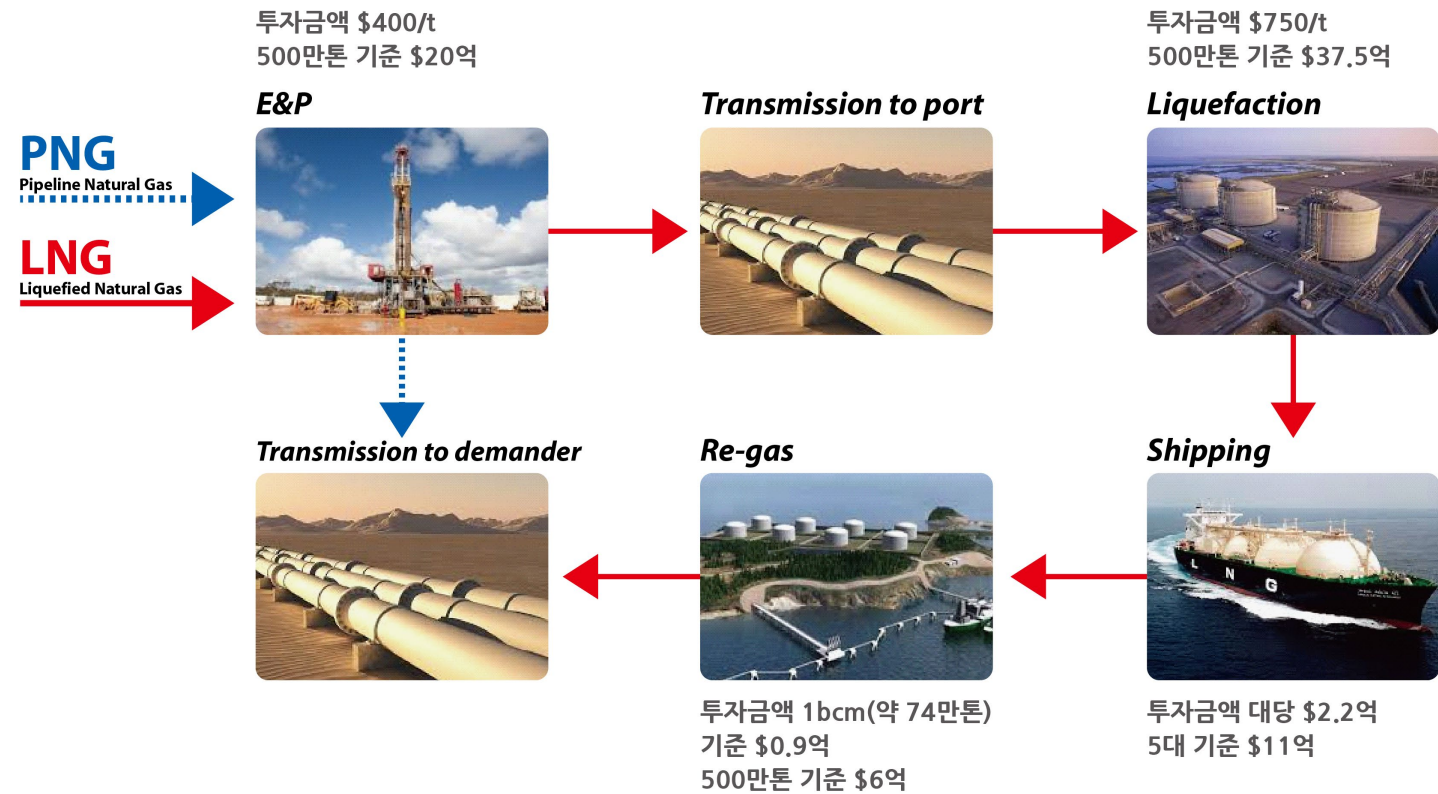 투자금액 $400/t
500만톤 기준 $20억
E&P
Transmission to port
투자금액 $750/t
500만톤 기준 $37.5억
Liquefaction
PNG
Pipeline Natural Gas
LNG
Liquefied Natural Gas
Transmission to demander
Re-gas
Shipping
L N G
투자금액 1bcm(약 74만톤)
기준 $0.9억
500만톤 기준 $6억
투자금액 대당 $2.2억
5대 기준 $11억